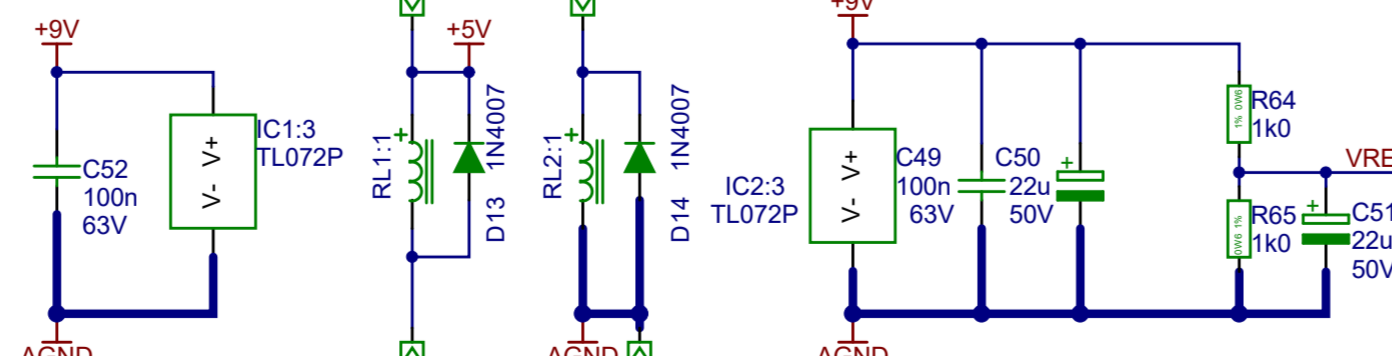 +9V
IC1:3
TL072P
V+
V-
C52
100n
63V
AGND
+5V
RL1:1
+
1N4007
D13
RL2:1
+
1N4007
D14
AGND
+9V
IC2:3
TL072P
V+
V-
C49
100n
63V
C50
22u
50V
+
R64
1k0
1% 0W6
VRE
R65
1k0
0W6 1%
+
C51
22u
50V
AGND